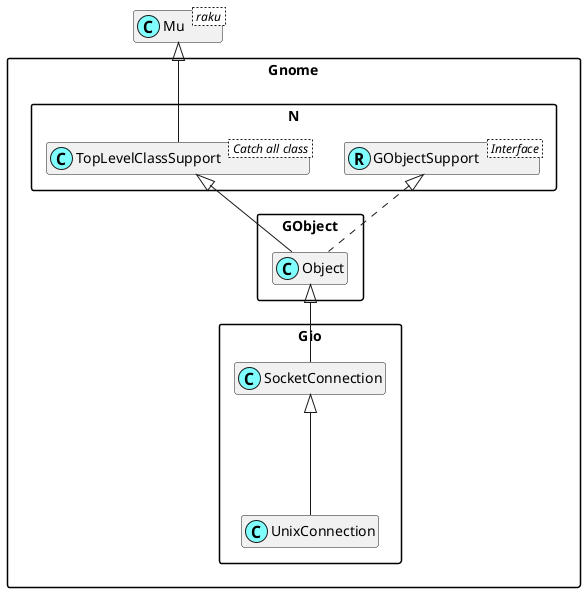 C Mu raku
Gnome
N
C TopLevelClassSupport Catch all class
R GObjectSupport Interface
GObject
C Object
Gio
C SocketConnection
C UnixConnection